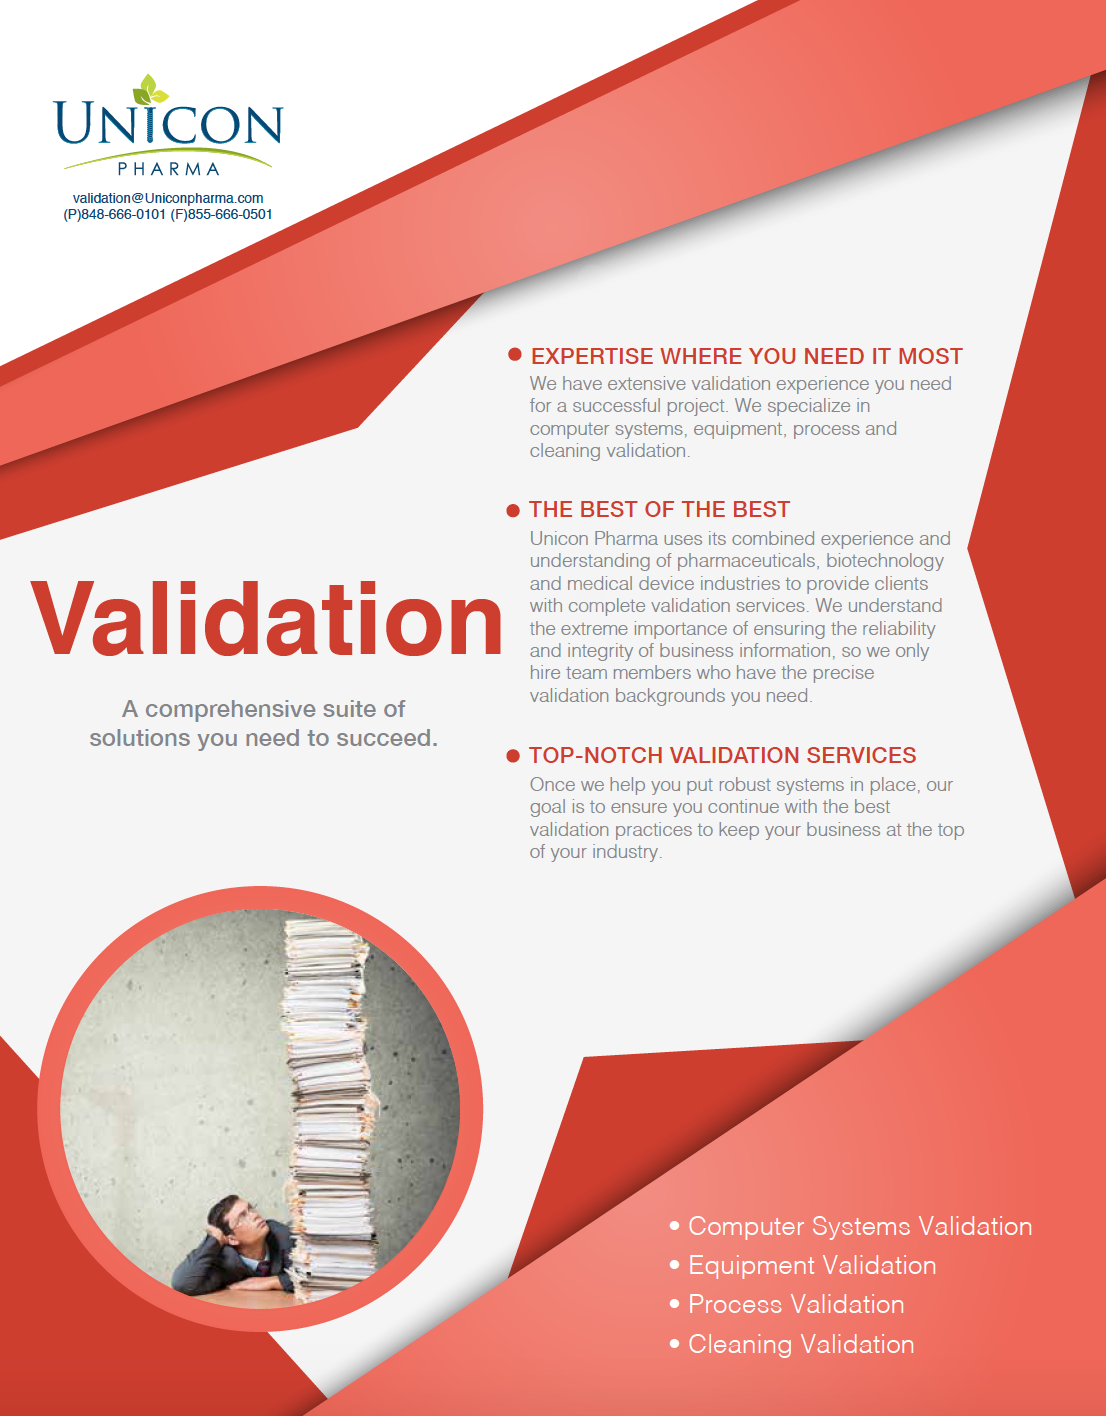 UNICON
PHARMA
validation@Uniconpharma.com
(P)848-666-0101 (F)855-666-0501
Validation
A comprehensive suite of
solutions you need to succeed.
• EXPERTISE WHERE YOU NEED IT MOST
We have extensive validation experience you need
for a successful project. We specialize in
computer systems, equipment, process and
cleaning validation.
• THE BEST OF THE BEST
Unicon Pharma uses its combined experience and
understanding of pharmaceuticals, biotechnology
and medical device industries to provide clients
with complete validation services. We understand
the extreme importance of ensuring the reliability
and integrity of business information, so we only
hire team members who have the precise
validation backgrounds you need.
• TOP-NOTCH VALIDATION SERVICES
Once we help you put robust systems in place, our
goal is to ensure you continue with the best
validation practices to keep your business at the top
of your industry.
• Computer Systems Validation
• Equipment Validation
• Process Validation
• Cleaning Validation